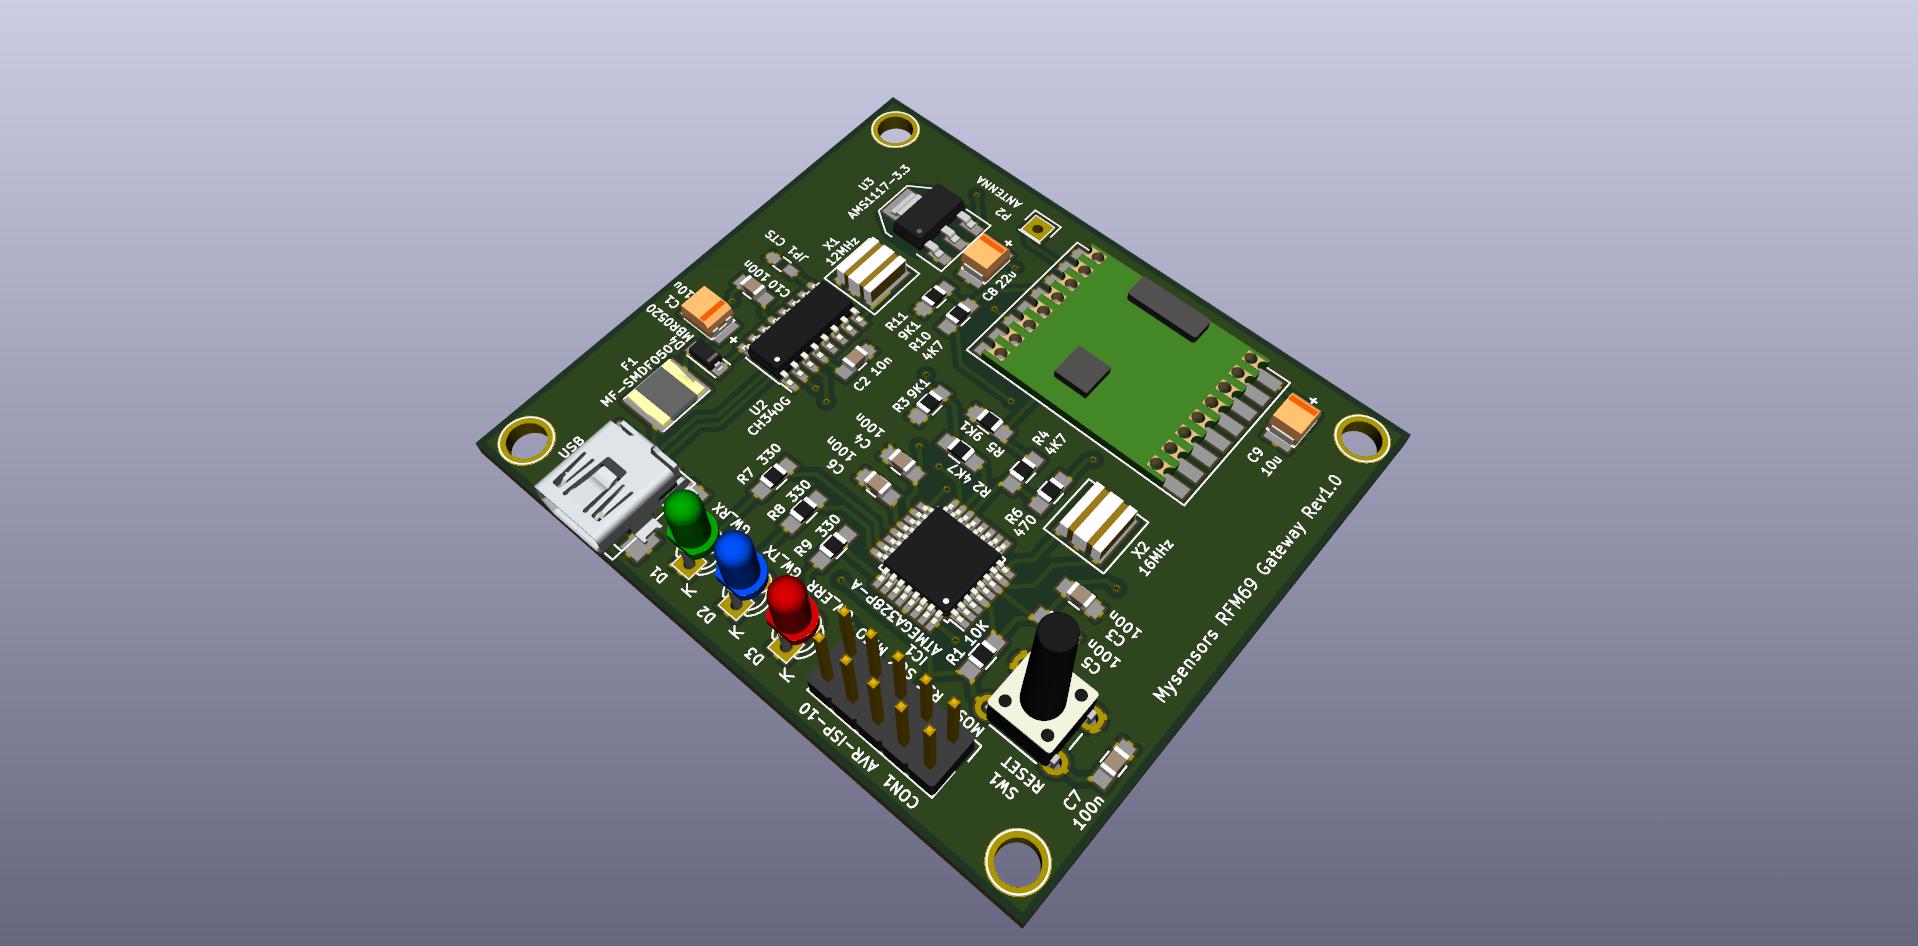 U3
AMS1117-3.3
ANTENNA
P2
X1
12MHz
JP1 CTS
C10 100n
C1
10u
MBR0520
F1
C8 22u
R11
9K1
R10
4K7
C2 10n
U2
CH340G
USB
R3 9K1
R5
9K1
R4
4K7
R2 4K7
C4
100n
C6
100n
R7 330
R8 330
R9 330
R6
470
X2
16MHz
C9
10u
Mysensors RFM69 Gateway Rev1.0
GW_RX
GW_TX
D1
K
D2
K
D3
K
IC1
ATMEGA328P-A
R1 10K
C3
100n
C5
100n
CON1 AVR-ISP-10
SW1
RESET
C7
100n